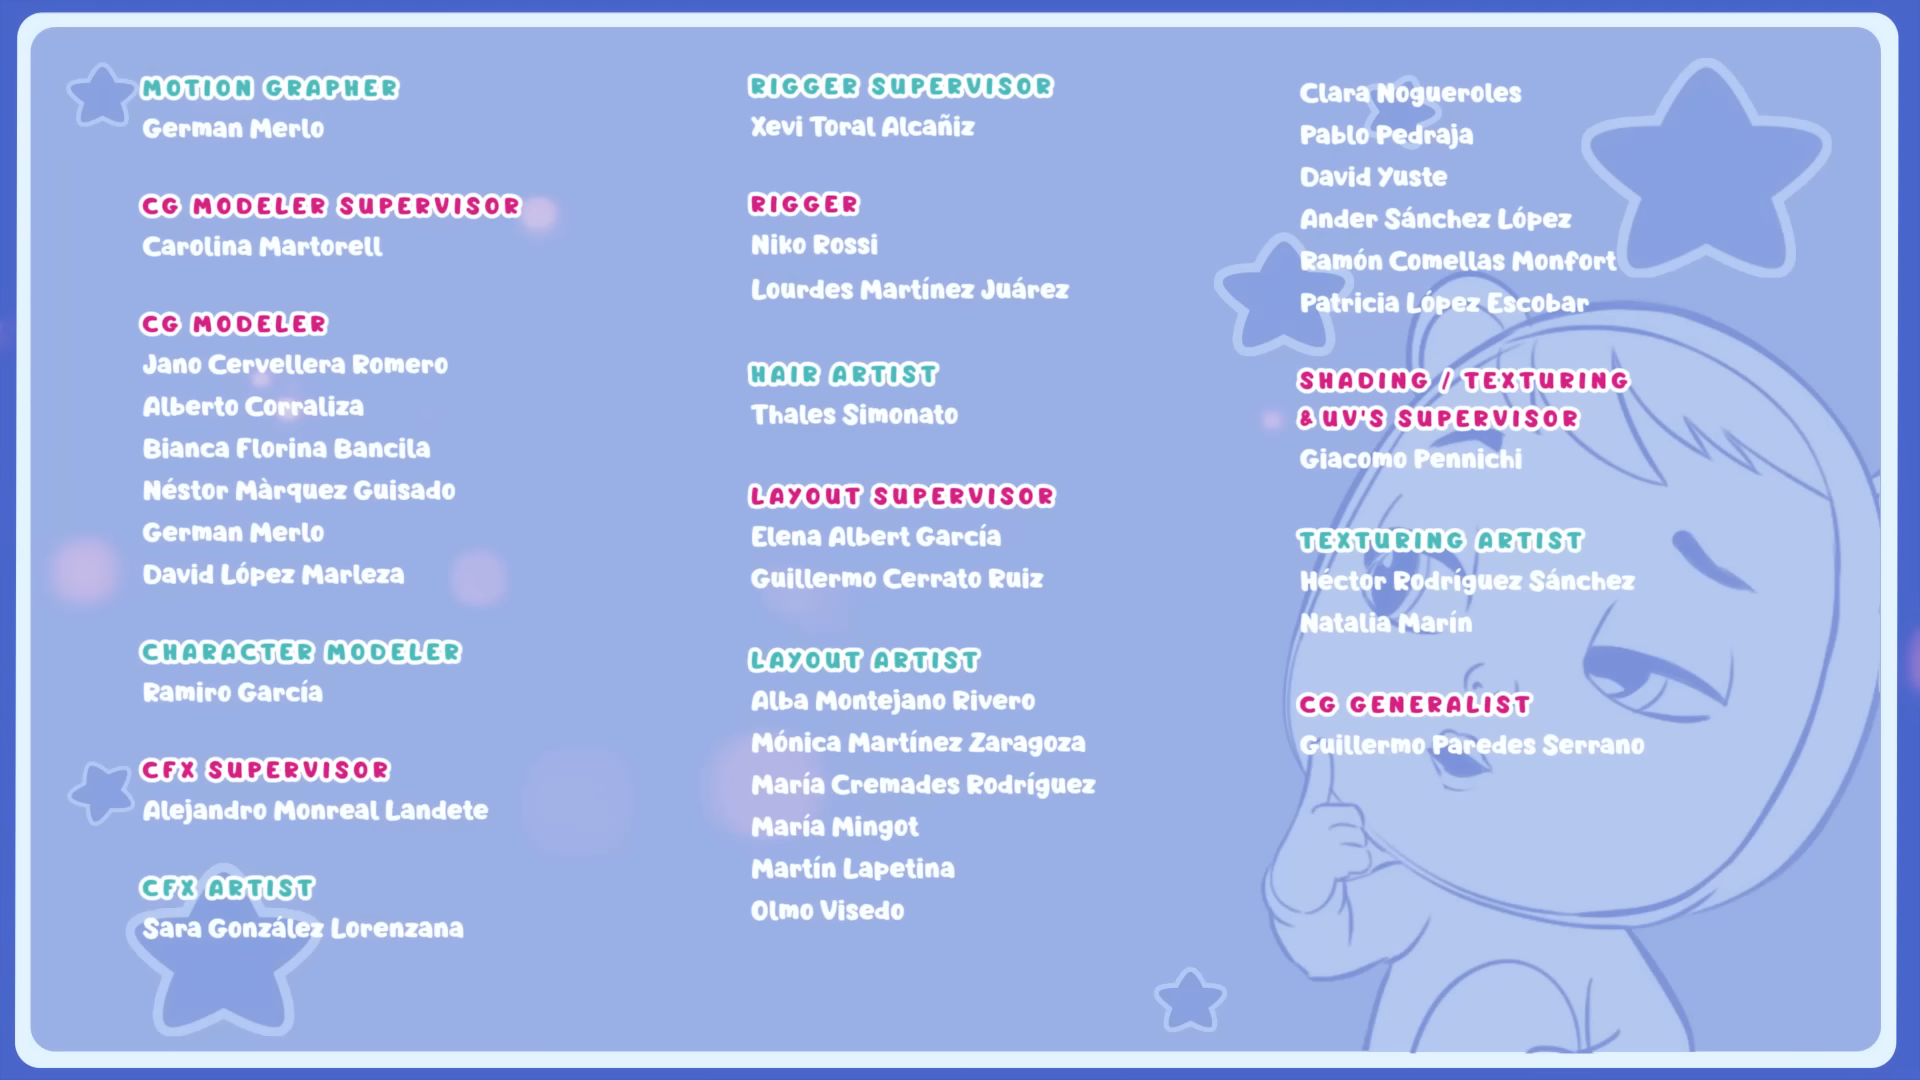 MOTION GRAPHER
German Merlo
CG MODELER SUPERVISOR
Carolina Martorell
CG MODELER
Jano Cervellera Romero
Alberto Corraliza
Bianca Florina Bancila
Néstor Màrquez Guisado
German Merlo
David López Marleza
CHARACTER MODELER
Ramiro García
CFX SUPERVISOR
Alejandro Monreal Landete
CFX ARTIST
Sara González Lorenzana
RIGGER SUPERVISOR
Xevi Toral Alcañiz
RIGGER
Niko Rossi
Lourdes Martínez Juárez
HAIR ARTIST
Thales Simonato
LAYOUT SUPERVISOR
Elena Albert García
Guillermo Cerrato Ruiz
LAYOUT ARTIST
Alba Montejano Rivero
Mónica Martínez Zaragoza
María Cremades Rodríguez
María Mingot
Martín Lapetina
Olmo Visedo
Clara Nogueroles
Pablo Pedraja
David Yuste
Ander Sánchez López
Ramón Comellas Monfort
Patricia López Escobar
SHADING / TEXTURING
& UV'S SUPERVISOR
Giacomo Pennichi
TEXTURING ARTIST
Héctor Rodríguez Sánchez
Natalia Marín
CG GENERALIST
Guillermo Paredes Serrano